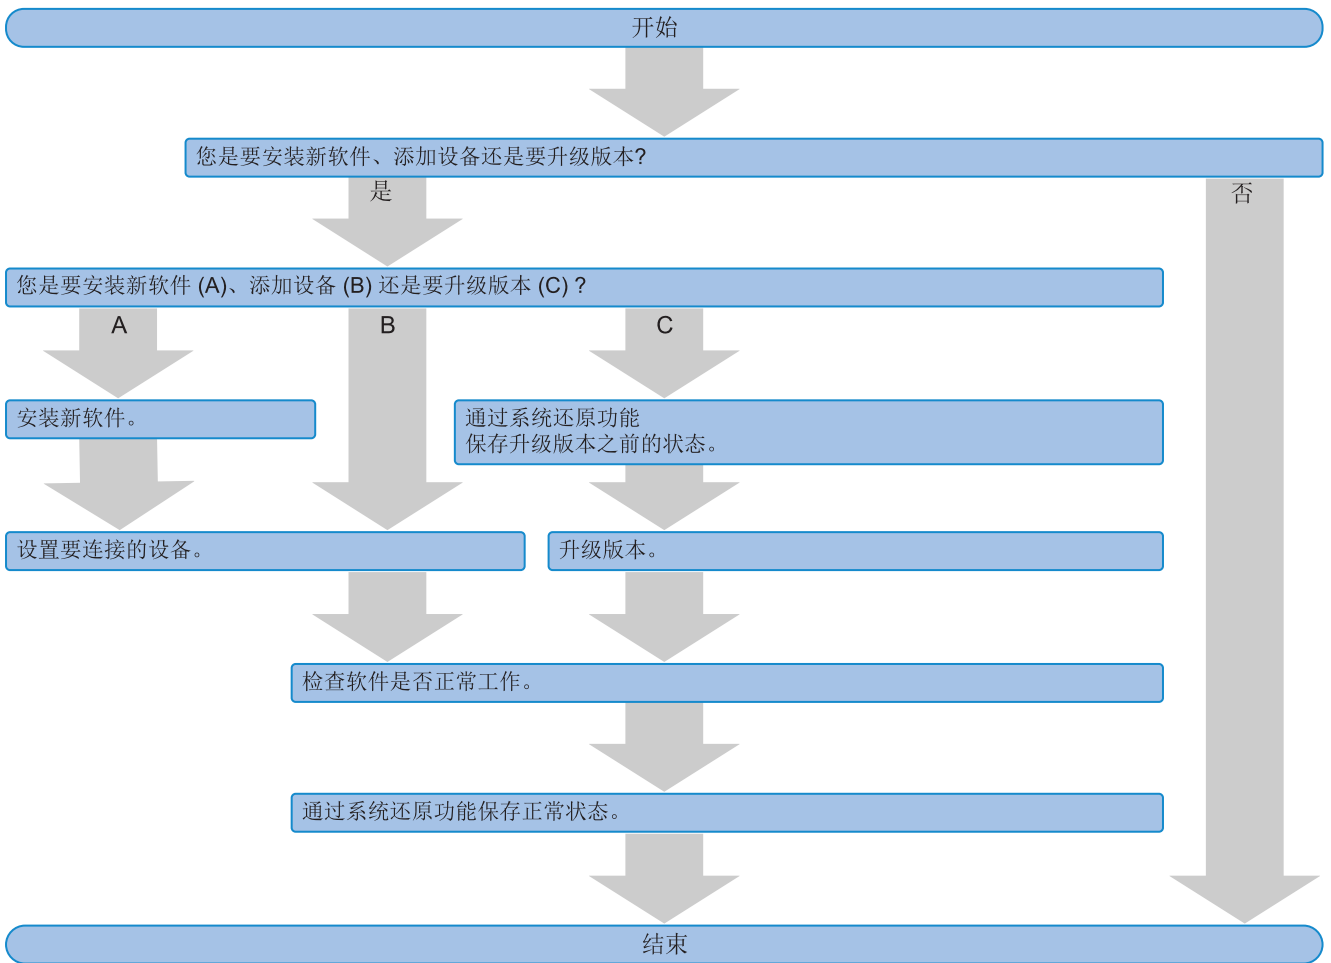 开始
您是要安装新软件、添加设备还是要升级版本?
是
否
您是要安装新软件 (A)、添加设备 (B) 还是要升级版本 (C) ?
A
B
C
安装新软件。
通过系统还原功能
保存升级版本之前的状态。
设置要连接的设备。
升级版本。
检查软件是否正常工作。
通过系统还原功能保存正常状态。
结束